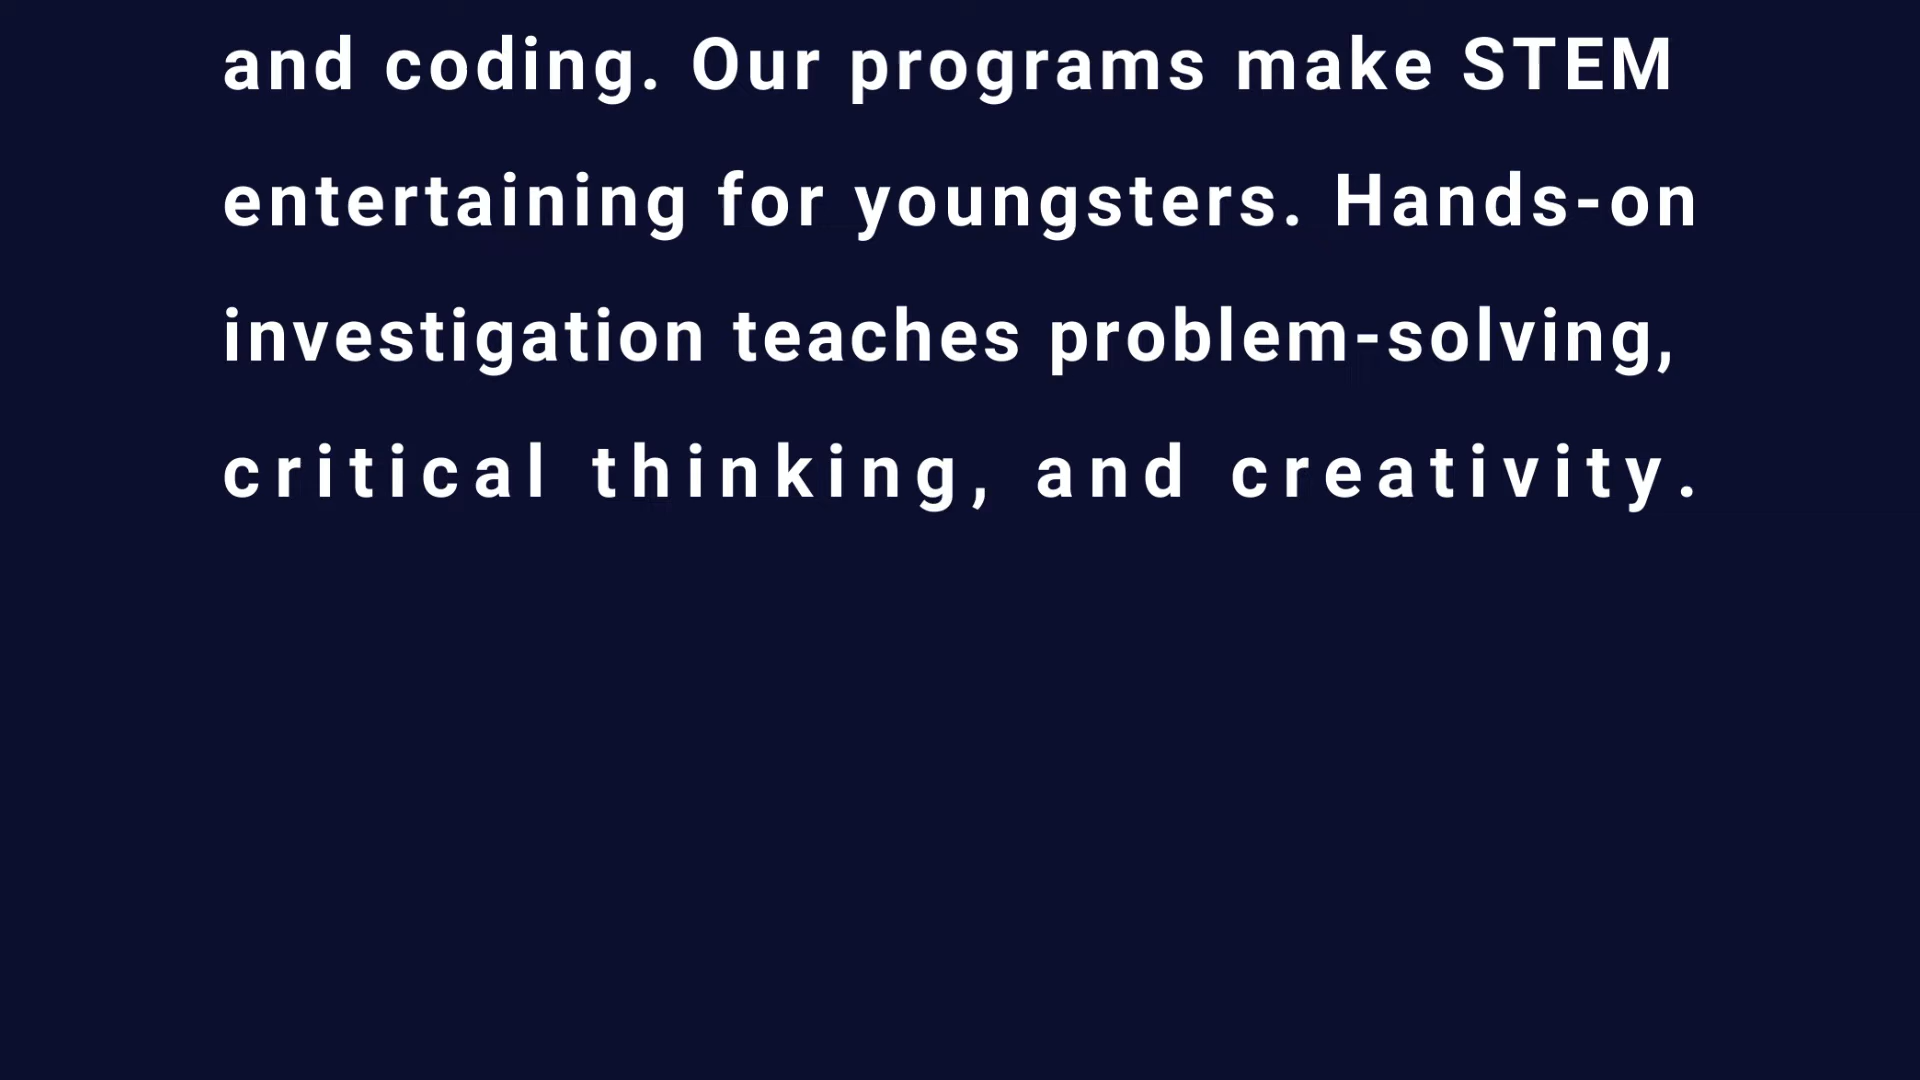 and coding. Our programs make STEM
entertaining for youngsters. Hands-on
investigation teaches problem-solving,
critical thinking, and creativity.